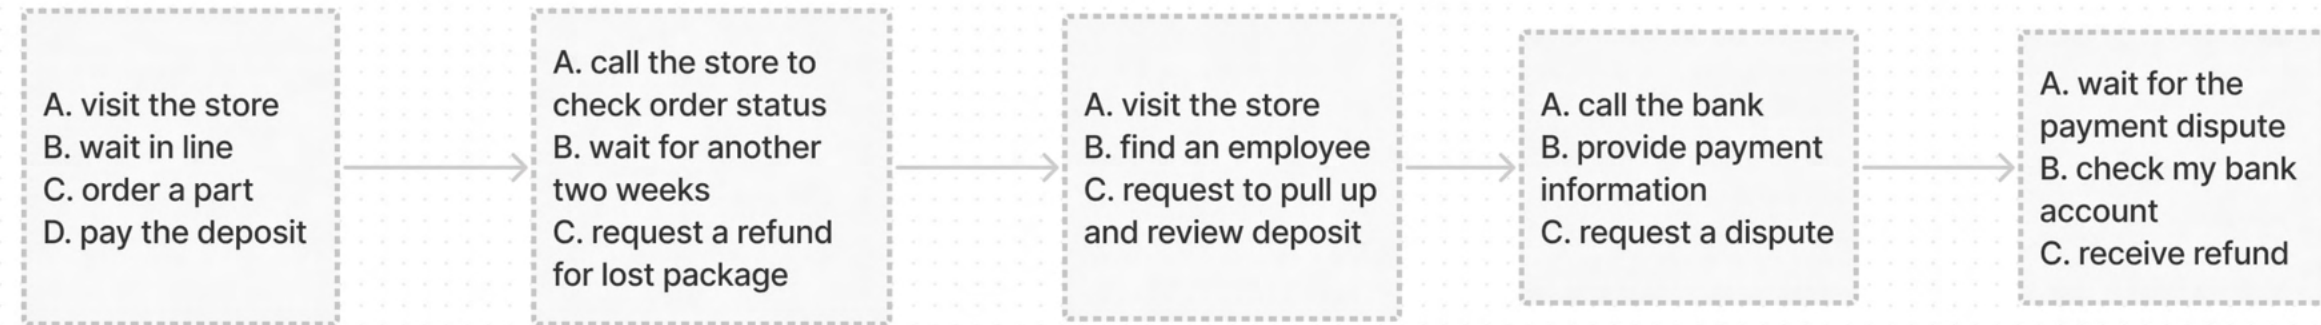 A. visit the store
B. wait in line
C. order a part
D. pay the deposit
A. call the store to
check order status
B. wait for another
two weeks
C. request a refund
for lost package
A. visit the store
B. find an employee
C. request to pull up
and review deposit
A. call the bank
B. provide payment
information
C. request a dispute
A. wait for the
payment dispute
B. check my bank
account
C. receive refund